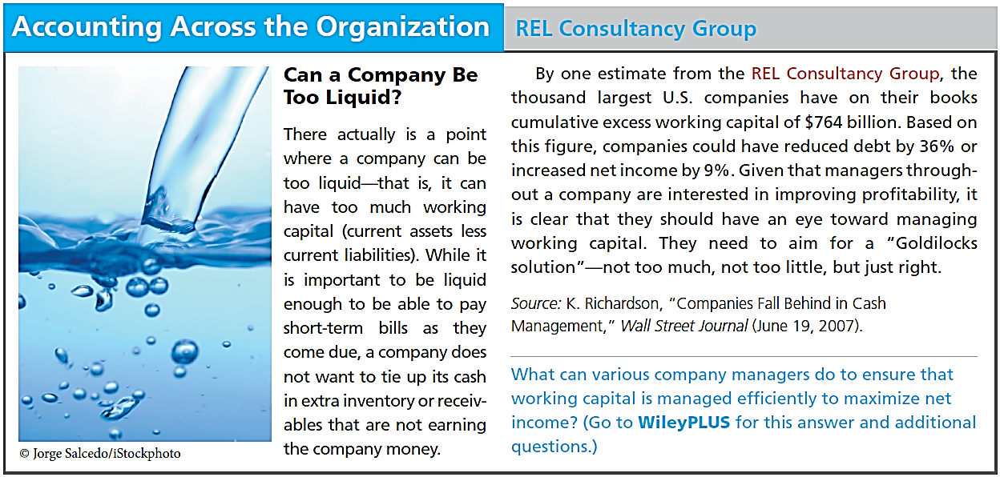 Accounting Across the Organization
REL Consultancy Group
Can a Company Be
Too Liquid?
There actually is a point
where a company can be
too liquid—that is, it can
have too much working
capital (current assets less
current liabilities). While it
is important to be liquid
enough to be able to pay
short-term bills as they
come due, a company does
not want to tie up its cash
in extra inventory or receiv-
ables that are not earning
the company money.
© Jorge Salcedo/iStockphoto
By one estimate from the REL Consultancy Group, the
thousand largest U.S. companies have on their books
cumulative excess working capital of $764 billion. Based on
this figure, companies could have reduced debt by 36% or
increased net income by 9%. Given that managers through-
out a company are interested in improving profitability, it
is clear that they should have an eye toward managing
working capital. They need to aim for a “Goldilocks
solution”—not too much, not too little, but just right.
Source: K. Richardson, “Companies Fall Behind in Cash
Management,” Wall Street Journal (June 19, 2007).
What can various company managers do to ensure that
working capital is managed efficiently to maximize net
income? (Go to WileyPLUS for this answer and additional
questions.)